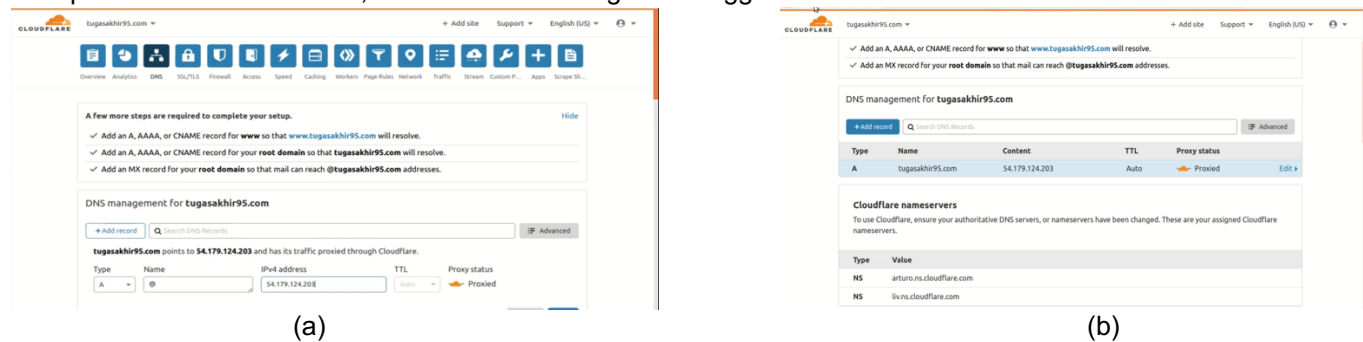 CLOUDFLARE
tugasakhir95.com
+ Add site Support English (US)
Overview Analytics DNS SSL/TLS Firewall Access Speed Caching Workers Page Rules Network Traffic Stream Custom P... Apps Scrape Sh...
A few more steps are required to complete your setup. Hide
Add an A, AAAA, or CNAME record for www so that www.tugasakhir95.com will resolve.
Add an A, AAAA, or CNAME record for your root domain so that tugasakhir95.com will resolve.
Add an MX record for your root domain so that mail can reach @tugasakhir95.com addresses.
DNS management for tugasakhir95.com
+ Add record Search DNS Records Advanced
tugasakhir95.com points to 54.179.124.203 and has its traffic proxied through Cloudflare.
Type Name IPv4 address TTL Proxy status
A @ 54.179.124.203 Auto Proxied
(a)
CLOUDFLARE
tugasakhir95.com
+ Add site Support English (US)
Add an A, AAAA, or CNAME record for www so that www.tugasakhir95.com will resolve.
Add an MX record for your root domain so that mail can reach @tugasakhir95.com addresses.
DNS management for tugasakhir95.com
+ Add record Search DNS Records Advanced
Type Name Content TTL Proxy status
A tugasakhir95.com 54.179.124.203 Auto Proxied Edit
Cloudflare nameservers
To use Cloudflare, ensure your authoritative DNS servers, or nameservers have been changed. These are your assigned Cloudflare
nameservers.
Type Value
NS arturo.ns.cloudflare.com
NS liv.ns.cloudflare.com
(b)